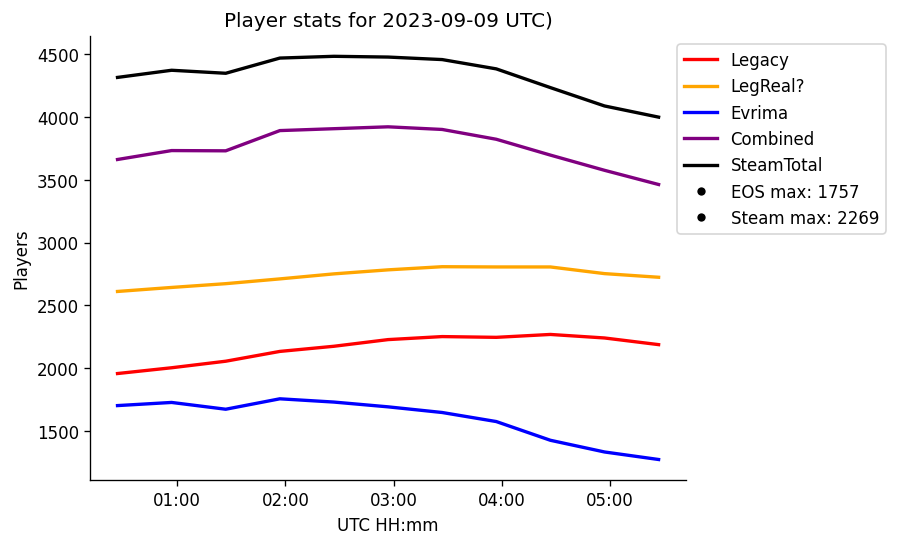 Player stats for 2023-09-09 UTC)
4500
4000
3500
3000
2500
2000
1500
Players
01:00
02:00
03:00
04:00
05:00
UTC HH:mm
Legacy
LegReal?
Evrima
Combined
SteamTotal
EOS max: 1757
Steam max: 2269